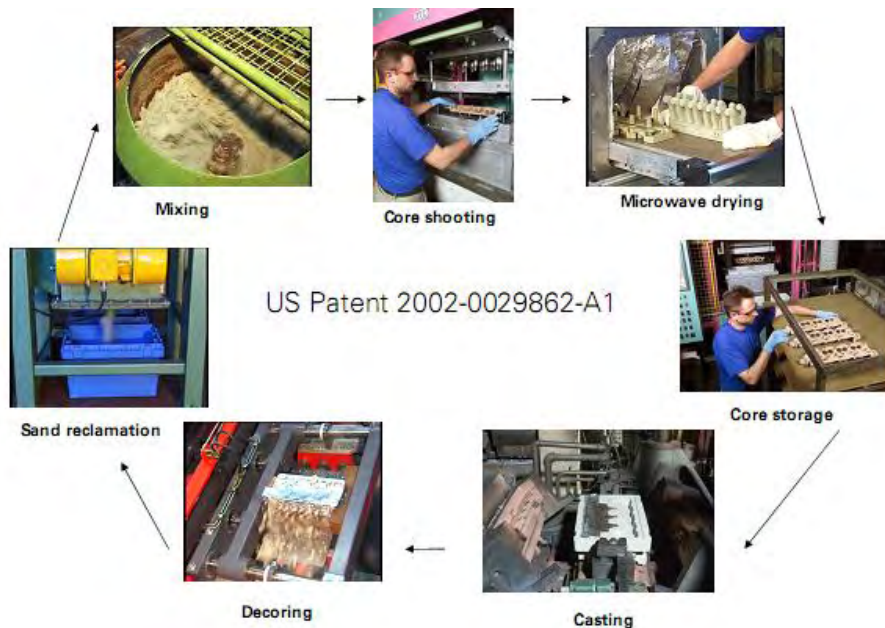 Mixing
Core shooting
Microwave drying
US Patent 2002-0029862-A1
Sand reclamation
Core storage
Decoring
Casting